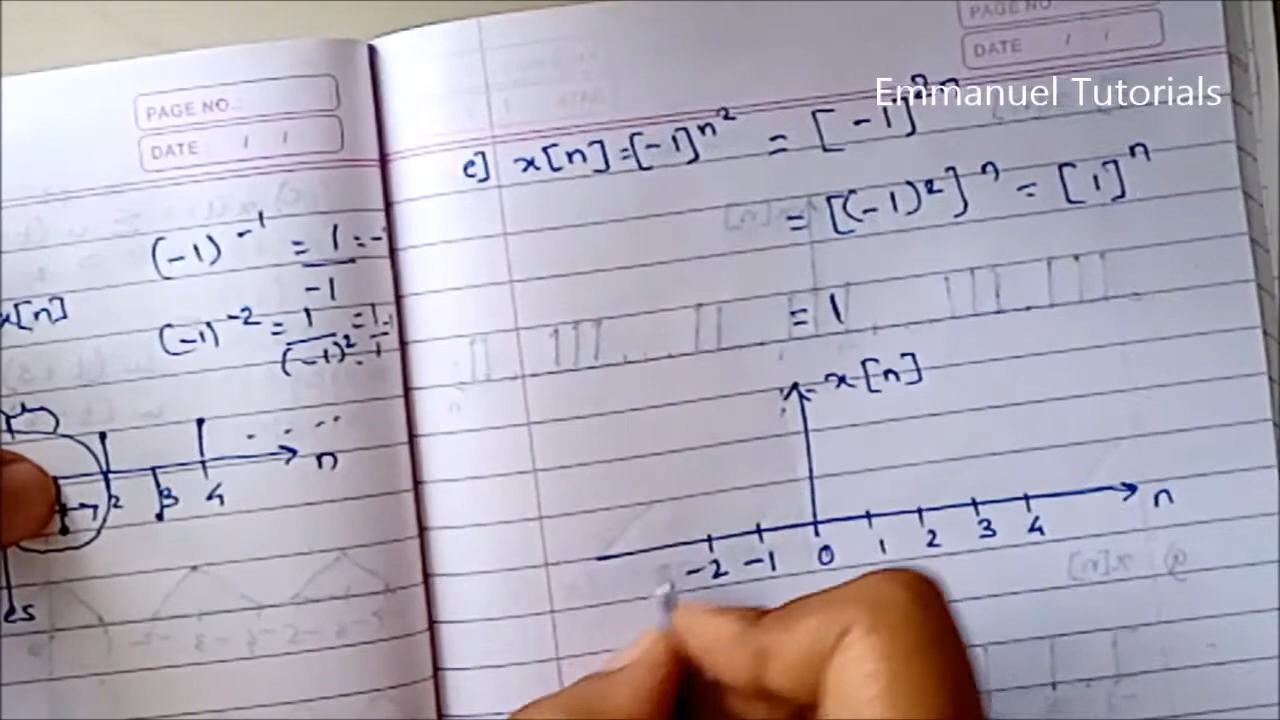 Emmanuel Tutorials
PAGE NO.:
DATE / /
(-1)⁻¹ = 1/-1 = -
x[n]
(-1)⁻² = 1/(-1)² = 1/1
n
2 3 4
PAGE NO.
DATE / /
e] x[n] = [-1]^n² = [-1]
= [(-1)²]ⁿ = [1]ⁿ
= 1
x[n]
n
-2 -1 0 1 2 3 4